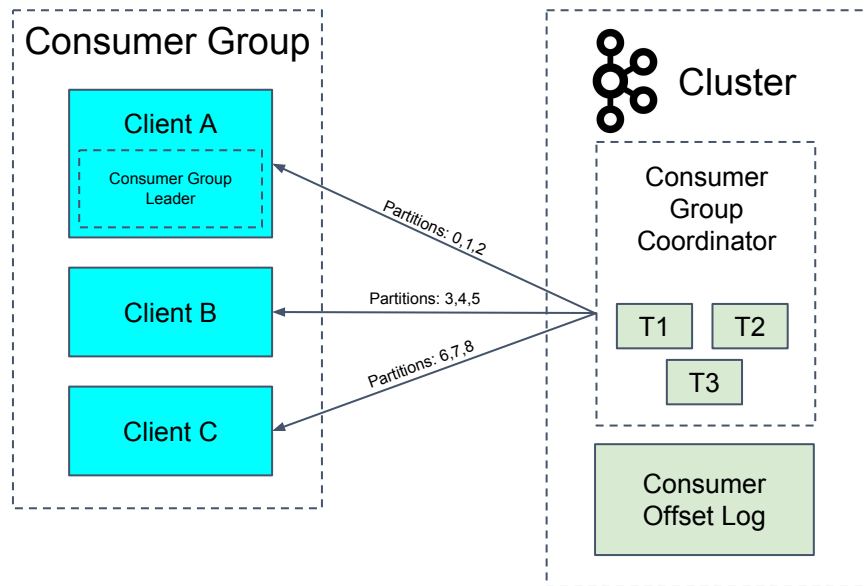 Consumer Group
Client A
Consumer Group
Leader
Client B
Client C
Partitions: 0,1,2
Partitions: 3,4,5
Partitions: 6,7,8
Cluster
Consumer
Group
Coordinator
T1
T2
T3
Consumer
Offset Log